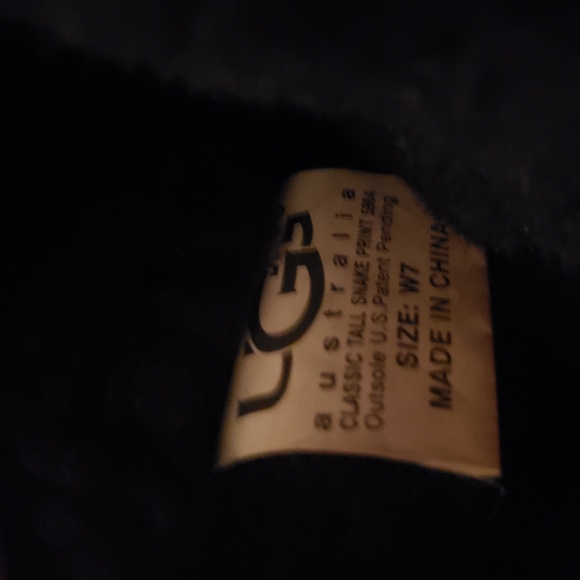 UGG
australia
CLASSIC TALL SNAKE PRINT 5864
Outsole U.S.Patent Pending
SIZE: W7
MADE IN CHINA